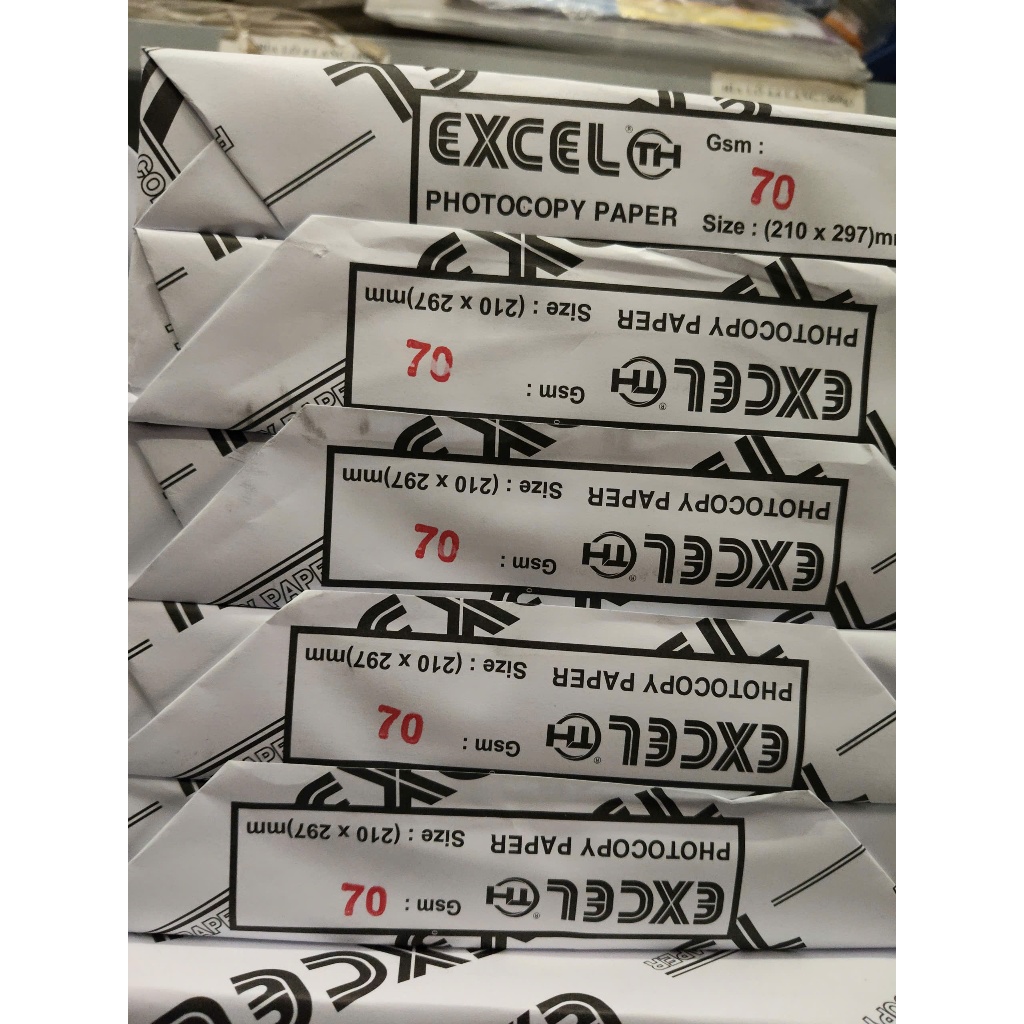 EXCEL ® TH
PHOTOCOPY PAPER
Gsm :
70
Size : (210 x 297)mm
EXCEL ® TH Gsm :
70
PHOTOCOPY PAPER Size : (210 x 297)mm
EXCEL ® TH Gsm :
70
PHOTOCOPY PAPER Size : (210 x 297)mm
EXCEL ® TH Gsm :
70
PHOTOCOPY PAPER Size : (210 x 297)mm
EXCEL ® TH Gsm :
70
PHOTOCOPY PAPER Size : (210 x 297)mm
EXCEL